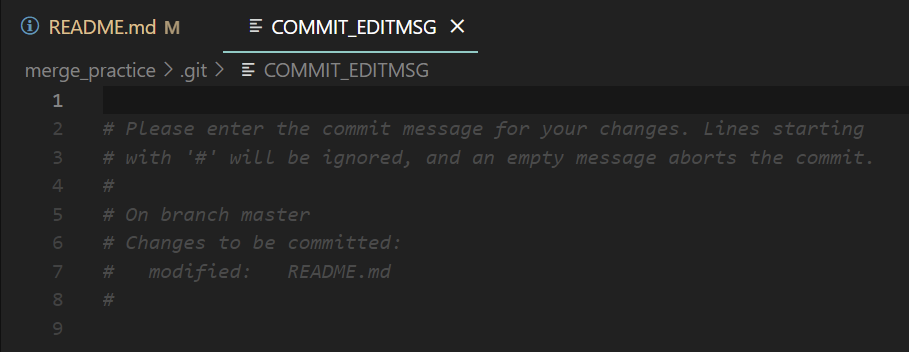 README.md M
COMMIT_EDITMSG
merge_practice > .git > COMMIT_EDITMSG
1
2 # Please enter the commit message for your changes. Lines starting
3 # with '#' will be ignored, and an empty message aborts the commit.
4 #
5 # On branch master
6 # Changes to be committed:
7 #   modified:   README.md
8 #
9